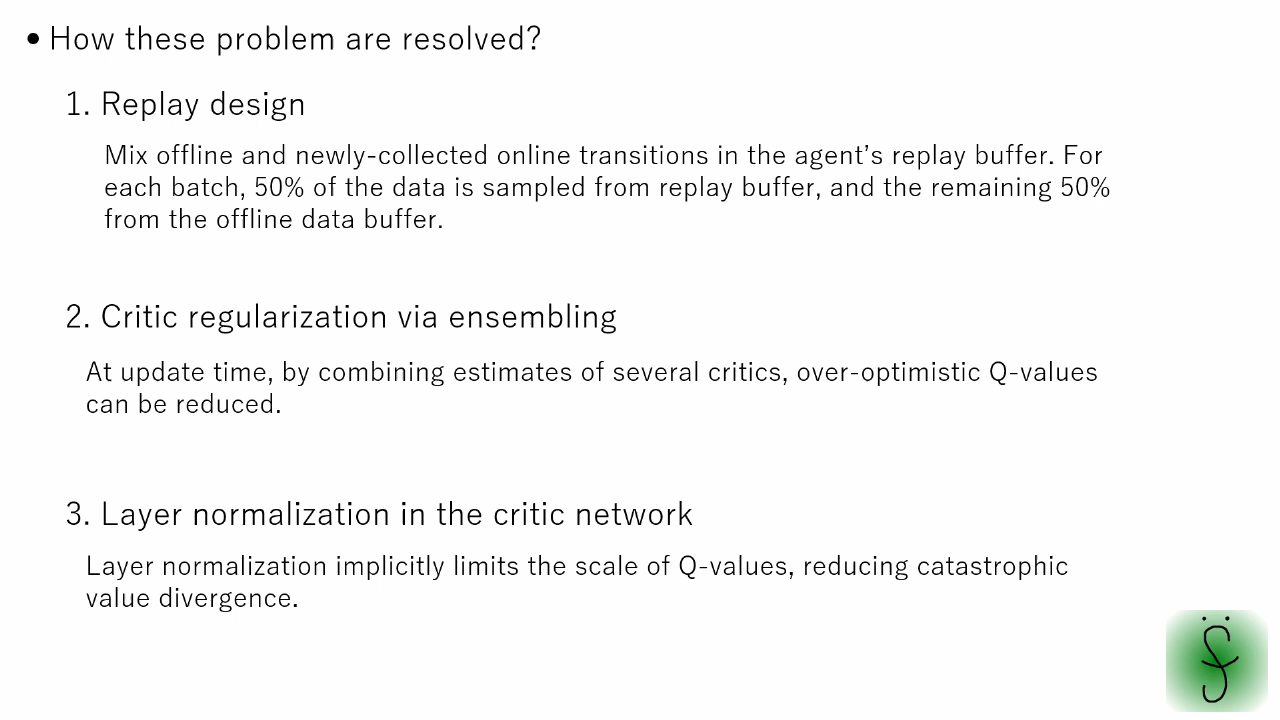 • How these problem are resolved?
1. Replay design
Mix offline and newly-collected online transitions in the agent's replay buffer. For
each batch, 50% of the data is sampled from replay buffer, and the remaining 50%
from the offline data buffer.
2. Critic regularization via ensembling
At update time, by combining estimates of several critics, over-optimistic Q-values
can be reduced.
3. Layer normalization in the critic network
Layer normalization implicitly limits the scale of Q-values, reducing catastrophic
value divergence.